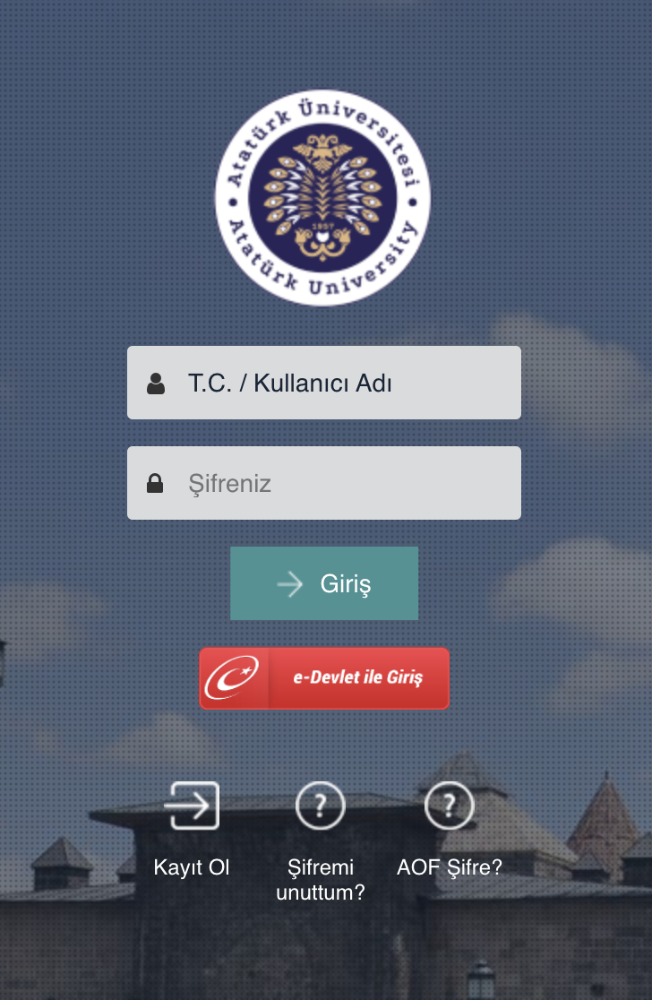 Atatürk Üniversitesi
1957
Atatürk University
T.C. / Kullanıcı Adı
Şifreniz
Giriş
e-Devlet ile Giriş
Kayıt Ol
Şifremi
unuttum?
AOF Şifre?